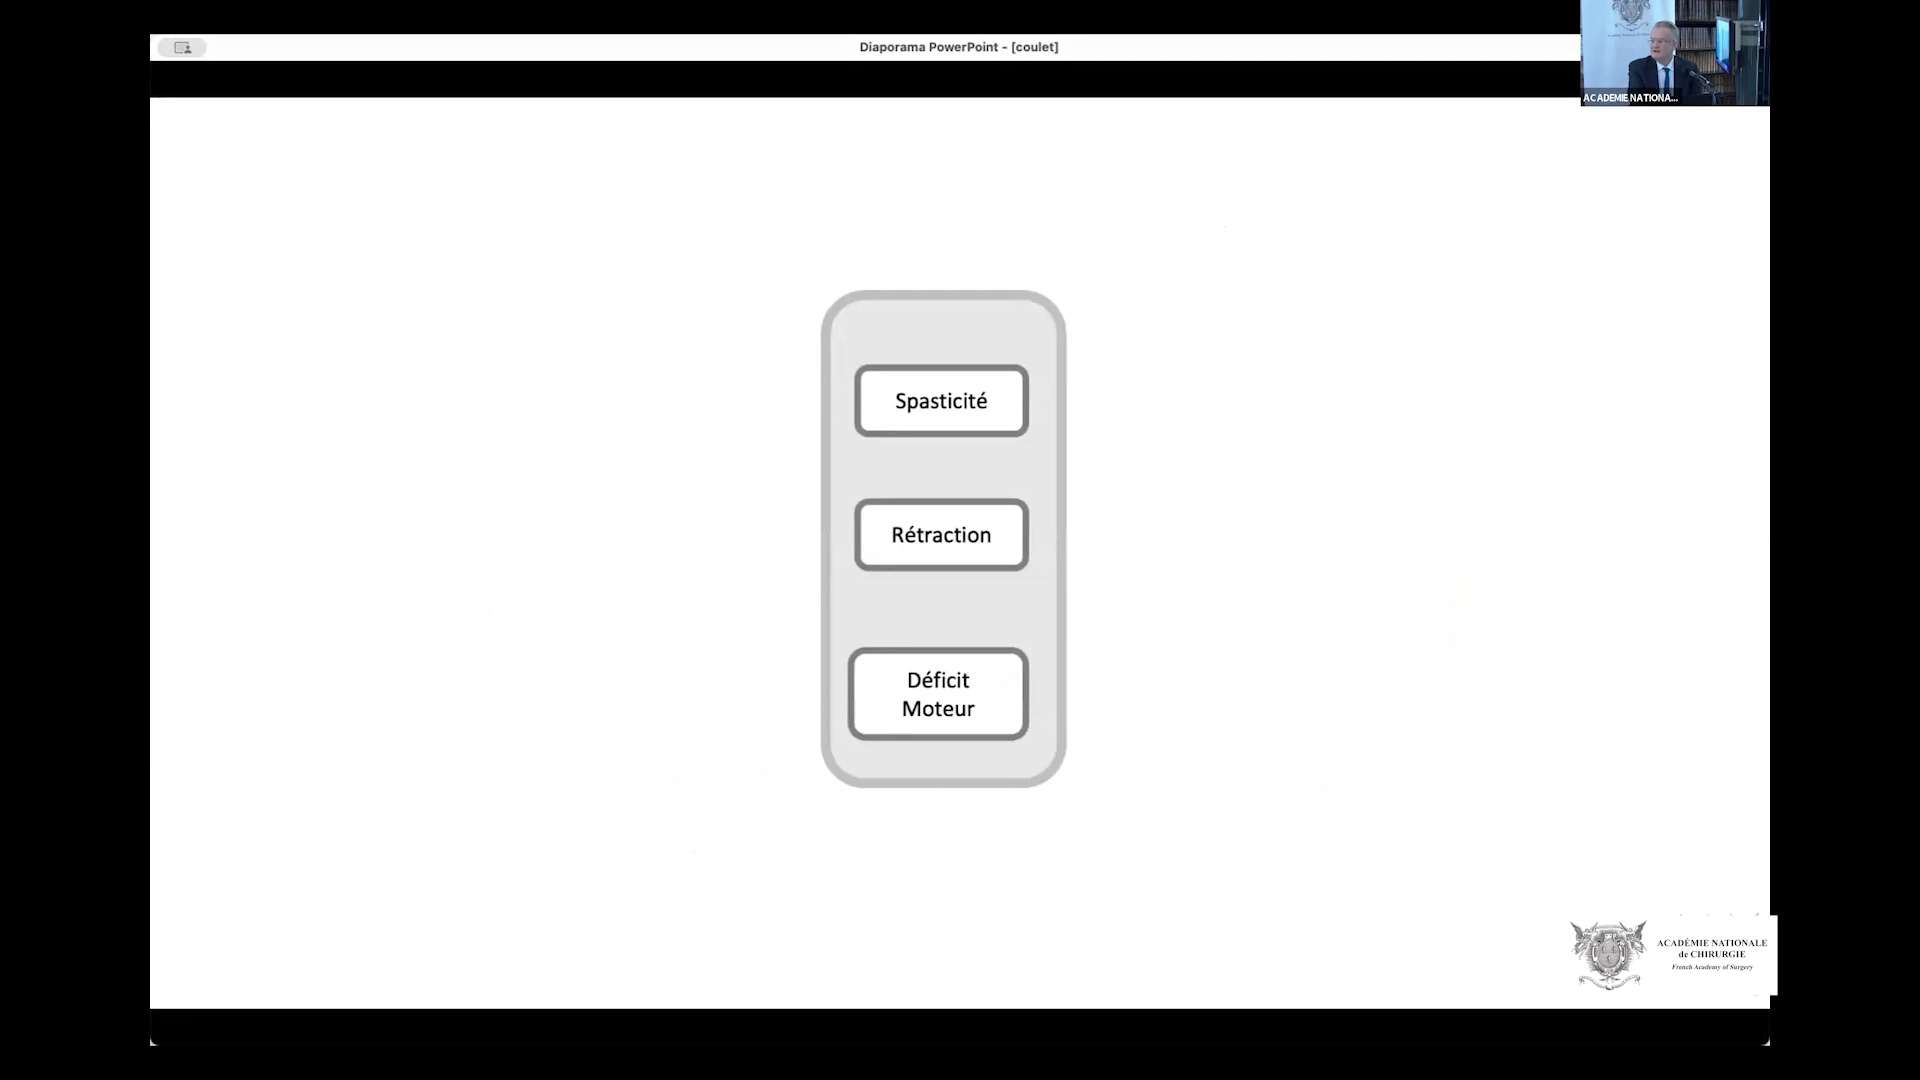 Diaporama PowerPoint - [coulet]
ACADEMIE NATIONA...
Spasticité
Rétraction
Déficit
Moteur
ACADÉMIE NATIONALE
de CHIRURGIE
French Academy of Surgery